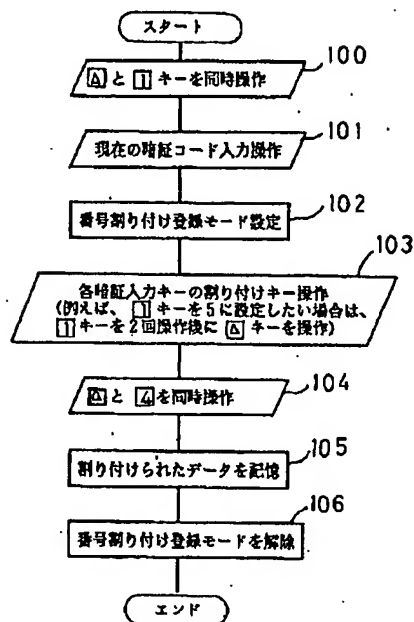 スタート
100
△ と 1 キーを同時操作
101
現在の暗証コード入力操作
102
番号割り付け登録モード設定
103
各暗証入力キーの割り付けキー操作
(例えば、 1 キーを5に設定したい場合は、
1 キーを2回操作後に △ キーを操作)
104
△ と 4 を同時操作
105
割り付けられたデータを記憶
106
番号割り付け登録モードを解除
エンド